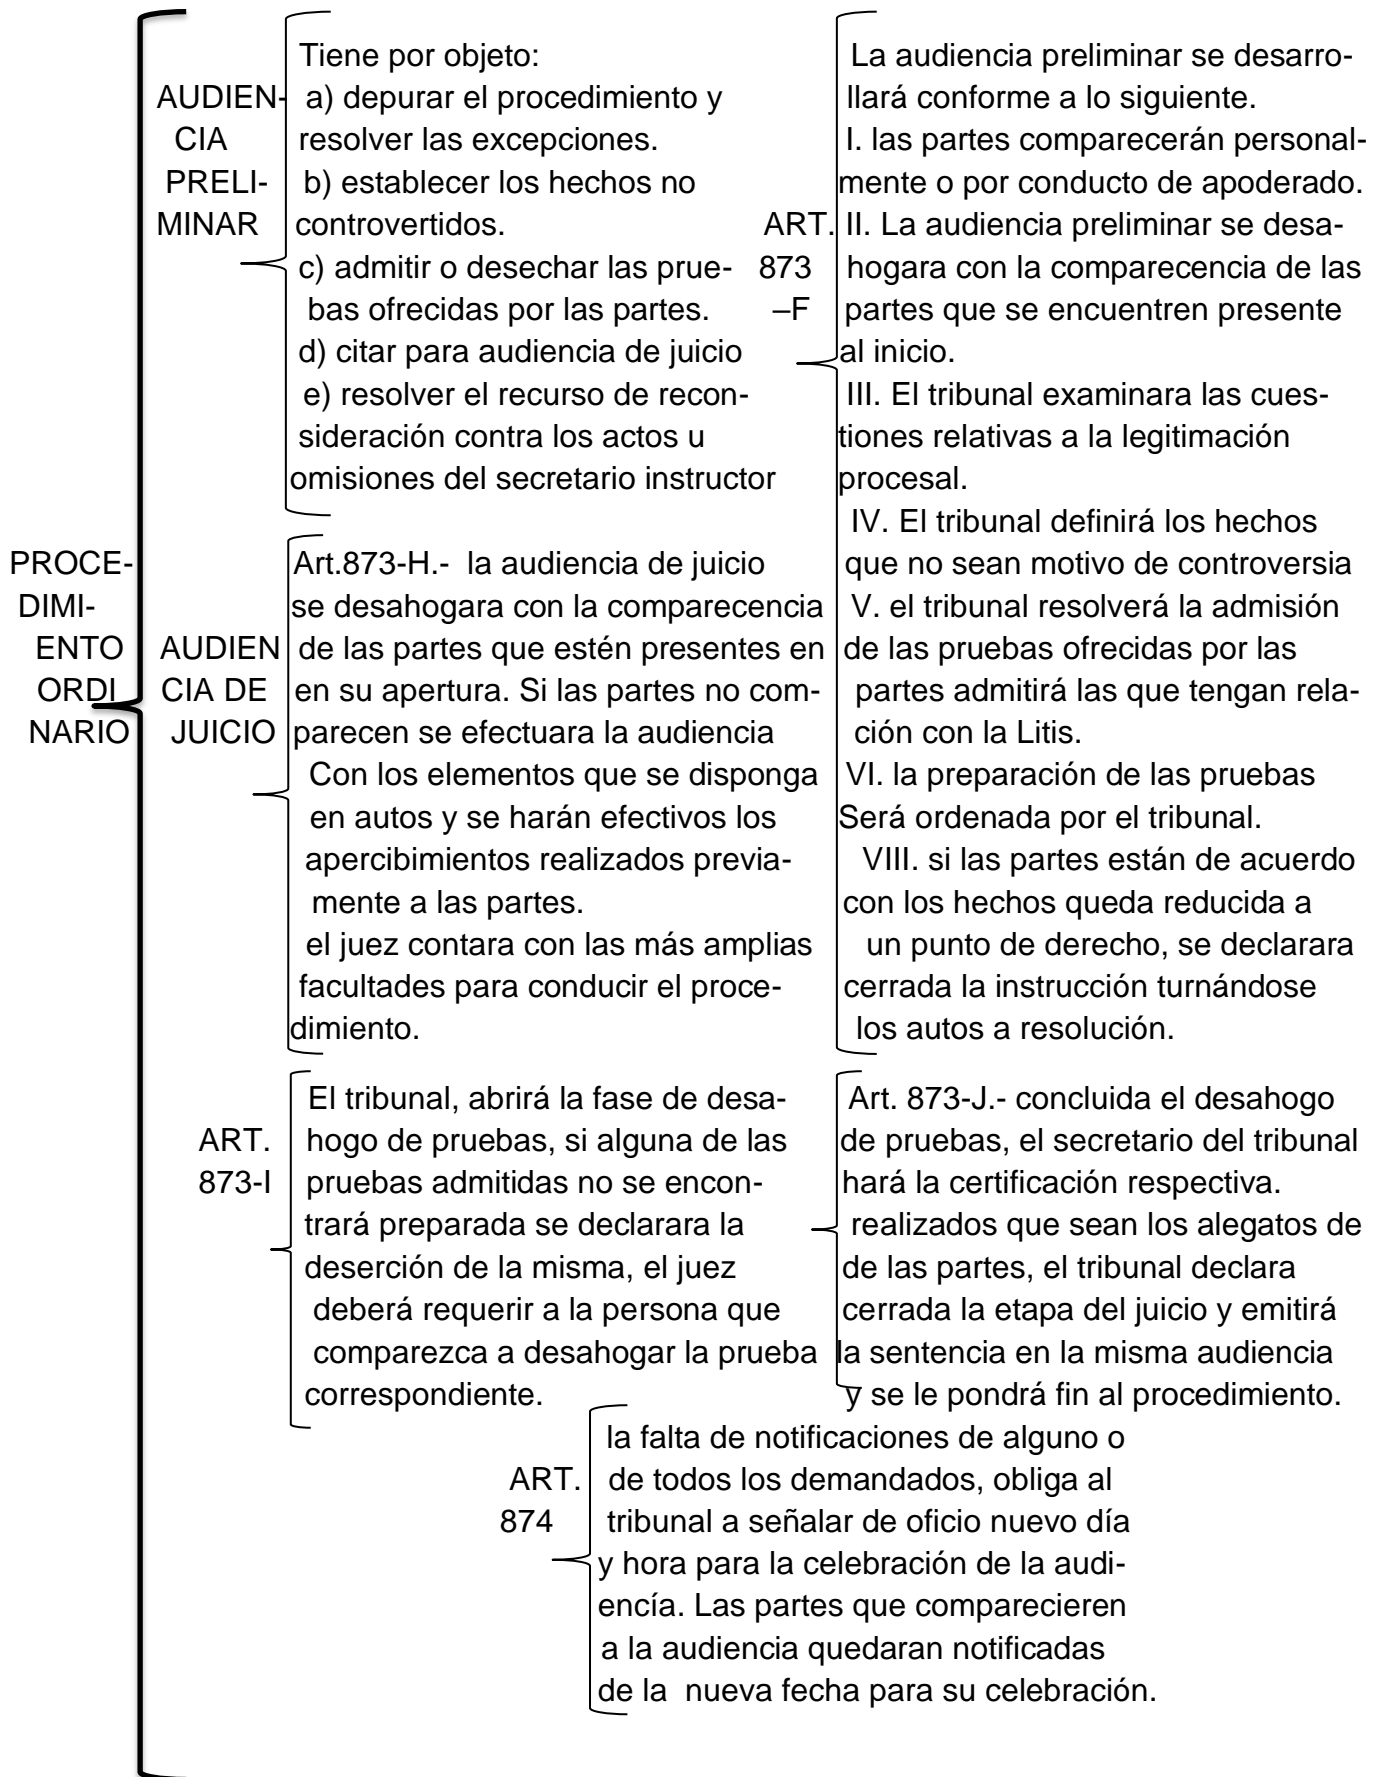 PROCE-
DIMI-
ENTO
ORDI
NARIO
AUDIEN-
CIA
PRELI-
MINAR
Tiene por objeto:
a) depurar el procedimiento y
resolver las excepciones.
b) establecer los hechos no
controvertidos.
c) admitir o desechar las prue-
bas ofrecidas por las partes.
d) citar para audiencia de juicio
e) resolver el recurso de recon-
sideración contra los actos u
omisiones del secretario instructor
ART.
873
–F
La audiencia preliminar se desarro-
llará conforme a lo siguiente.
I. las partes comparecerán personal-
mente o por conducto de apoderado.
II. La audiencia preliminar se desa-
hogara con la comparecencia de las
partes que se encuentren presente
al inicio.
III. El tribunal examinara las cues-
tiones relativas a la legitimación
procesal.
IV. El tribunal definirá los hechos
que no sean motivo de controversia
V. el tribunal resolverá la admisión
de las pruebas ofrecidas por las
partes admitirá las que tengan rela-
ción con la Litis.
VI. la preparación de las pruebas
Será ordenada por el tribunal.
VIII. si las partes están de acuerdo
con los hechos queda reducida a
un punto de derecho, se declarara
cerrada la instrucción turnándose
los autos a resolución.
AUDIEN
CIA DE
JUICIO
Art.873-H.- la audiencia de juicio
se desahogara con la comparecencia
de las partes que estén presentes en
en su apertura. Si las partes no com-
parecen se efectuara la audiencia
Con los elementos que se disponga
en autos y se harán efectivos los
apercibimientos realizados previa-
mente a las partes.
el juez contara con las más amplias
facultades para conducir el proce-
dimiento.
ART.
873-I
El tribunal, abrirá la fase de desa-
hogo de pruebas, si alguna de las
pruebas admitidas no se encon-
trará preparada se declarara la
deserción de la misma, el juez
deberá requerir a la persona que
comparezca a desahogar la prueba
correspondiente.
Art. 873-J.- concluida el desahogo
de pruebas, el secretario del tribunal
hará la certificación respectiva.
realizados que sean los alegatos de
de las partes, el tribunal declara
cerrada la etapa del juicio y emitirá
la sentencia en la misma audiencia
y se le pondrá fin al procedimiento.
ART.
874
la falta de notificaciones de alguno o
de todos los demandados, obliga al
tribunal a señalar de oficio nuevo día
y hora para la celebración de la audi-
encía. Las partes que comparecieren
a la audiencia quedaran notificadas
de la nueva fecha para su celebración.